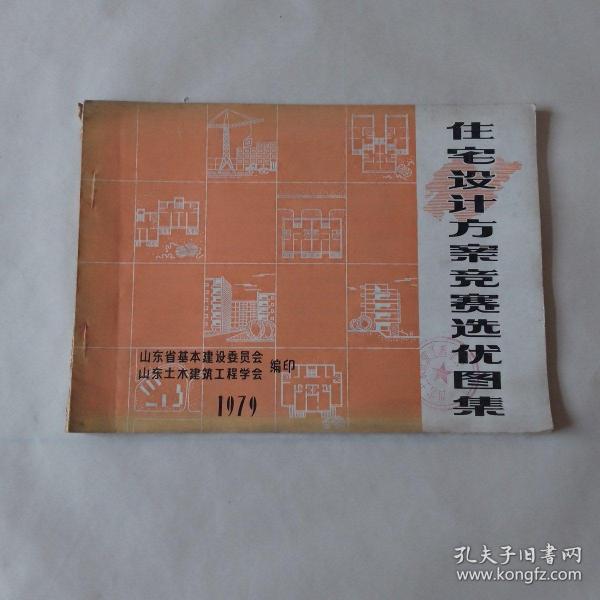 住宅设计方案竞赛选优图集
山东省基本建设委员会
山东土木建筑工程学会
编印
1979
孔夫子旧书网
www.kongfz.com